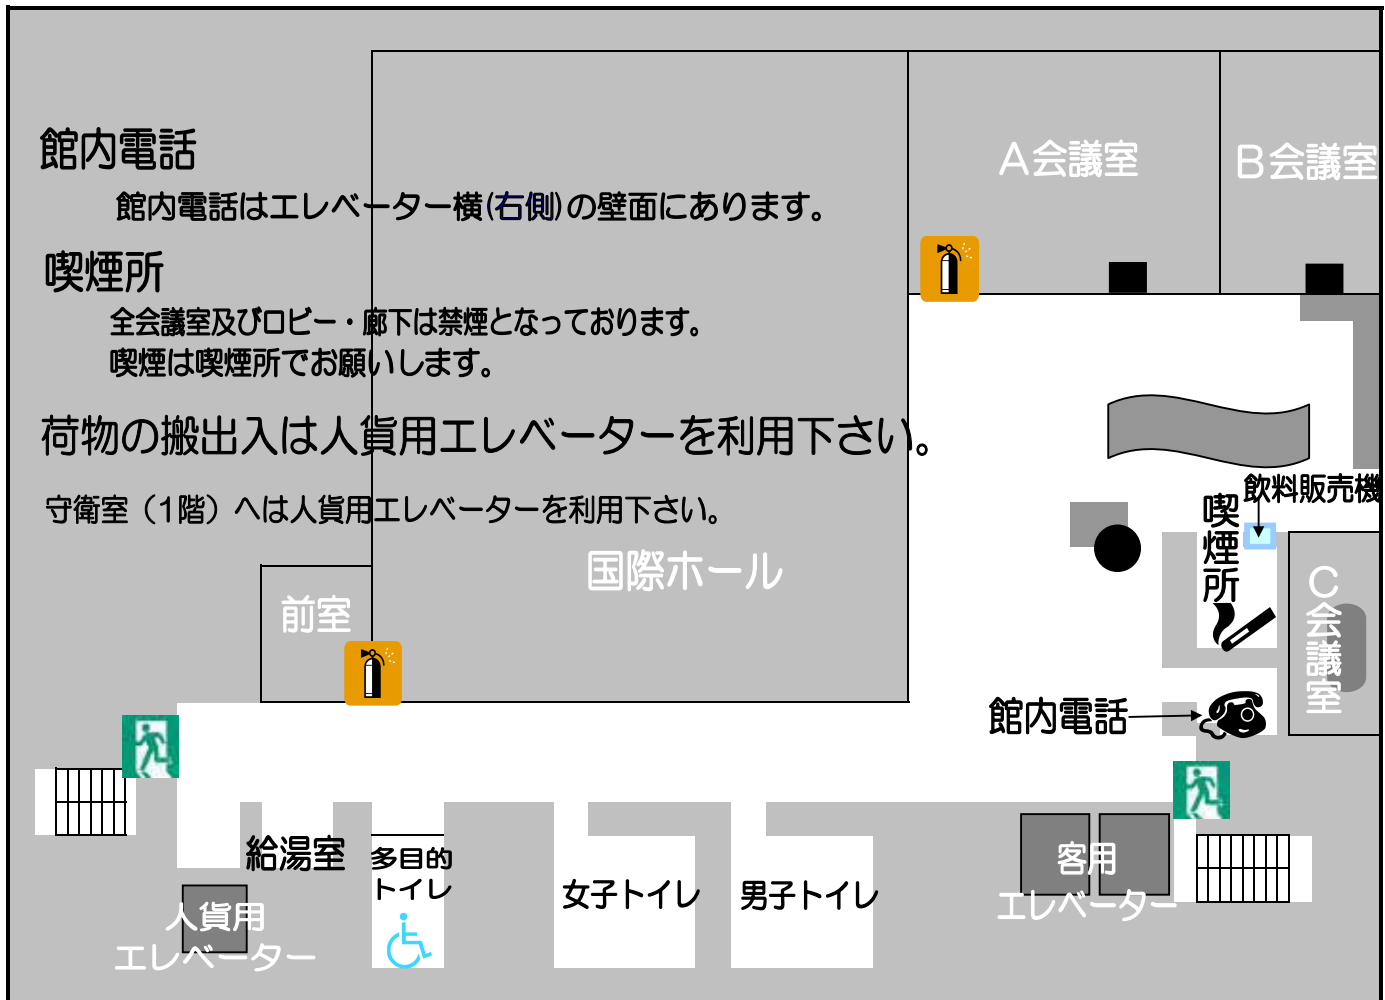 館内電話
館内電話はエレベーター横(右側)の壁面にあります。
喫煙所
全会議室及びロビー・廊下は禁煙となっております。
喫煙は喫煙所でお願いします。
荷物の搬出入は人貨用エレベーターを利用下さい。
守衛室（1階）へは人貨用エレベーターを利用下さい。
A会議室
B会議室
国際ホール
前室
飲料販売機
喫煙所
C会議室
館内電話
給湯室
多目的
トイレ
女子トイレ
男子トイレ
客用
エレベーター
人貨用
エレベーター